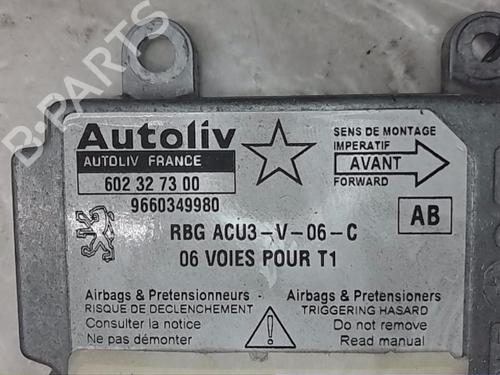 Autoliv
AUTOLIV FRANCE
602 32 73 00
9660349980
SENS DE MONTAGE
IMPERATIF
AVANT
FORWARD
AB
RBG ACU3-V-06-C
06 VOIES POUR T1
Airbags & Pretensionneurs
RISQUE DE DECLENCHEMENT
Consulter la notice
Ne pas démonter
Airbags & Pretensioners
TRIGGERING HASARD
Do not remove
Read manual
B-PARTS